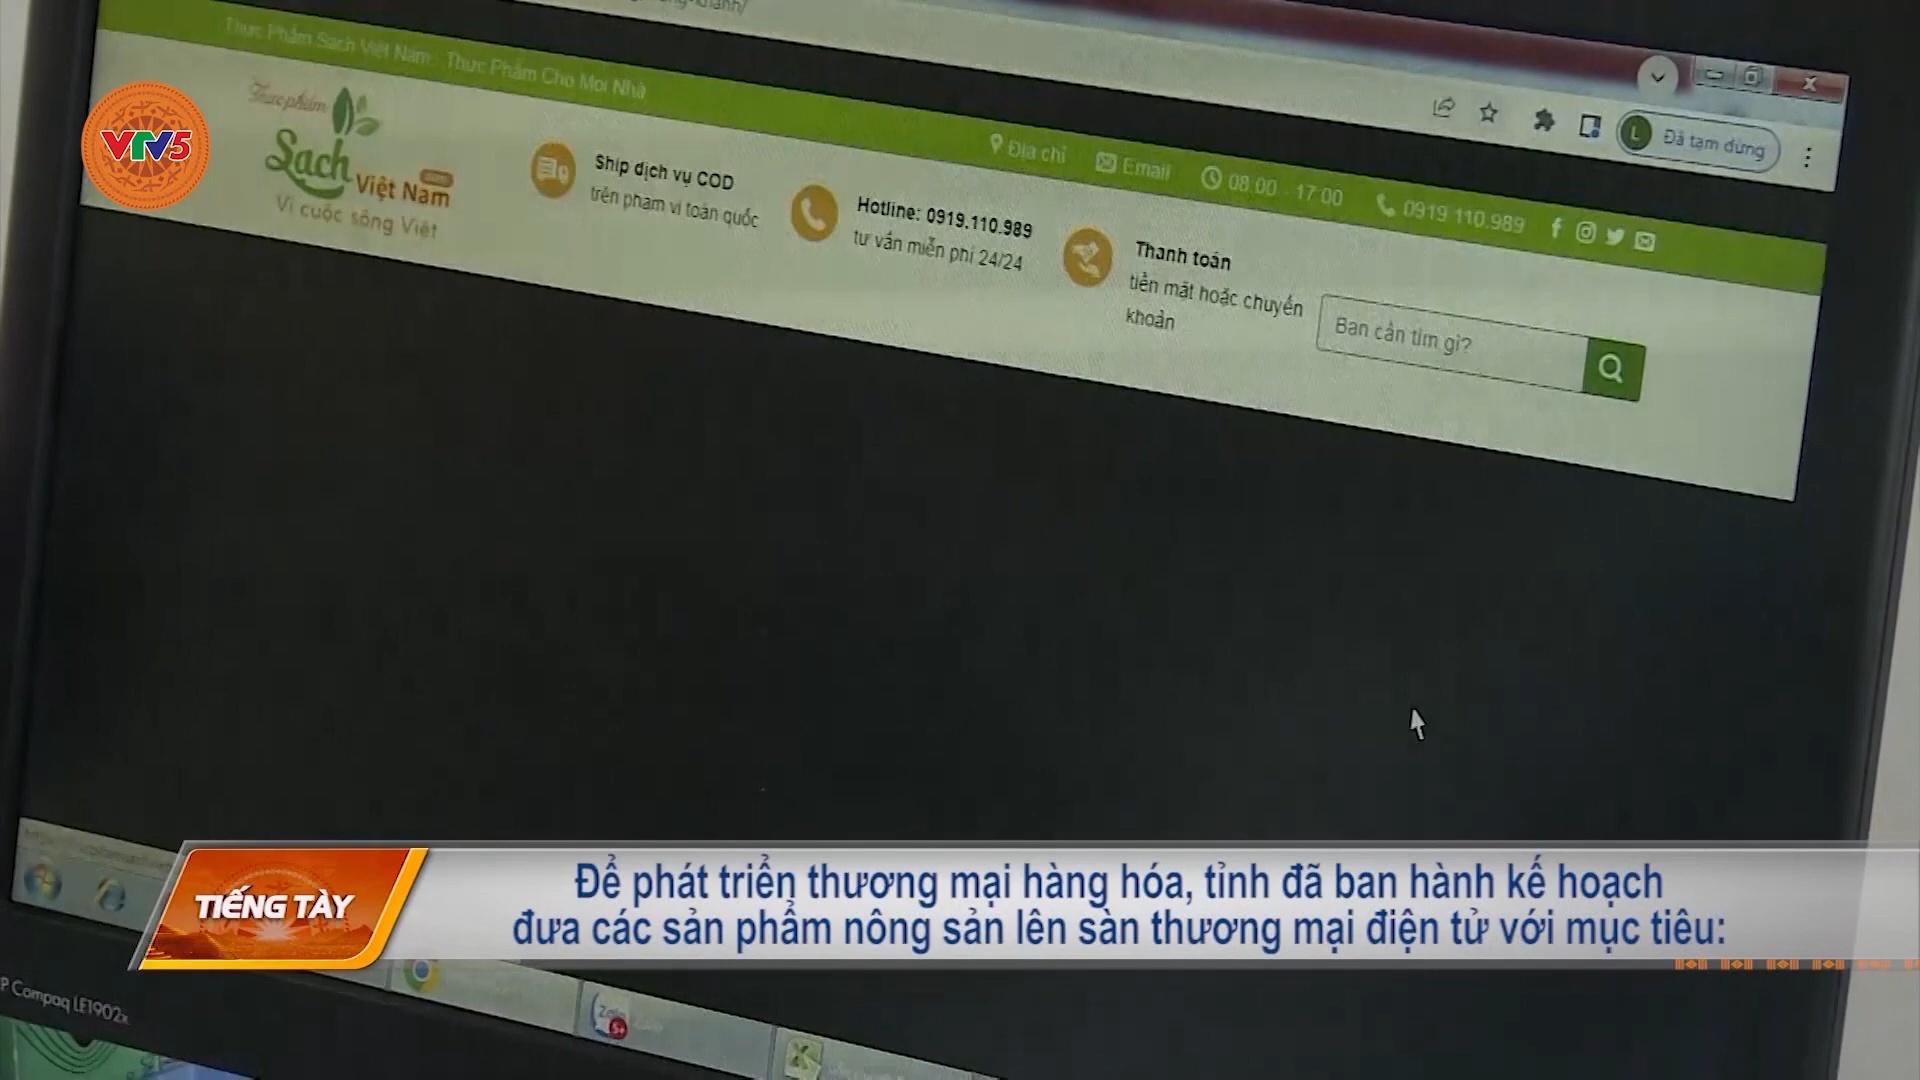 Thực Phẩm Sạch Việt Nam - Thực Phẩm Cho Mọi Nhà
VTV5
Thực phẩm
Sạch
Việt Nam
Vì cuộc sống Việt
Ship dịch vụ COD
trên phạm vi toàn quốc
Hotline: 0919.110.989
tư vấn miễn phí 24/24
Thanh toán
tiền mặt hoặc chuyển
khoản
Địa chỉ
Email
08:00 - 17:00
0919.110.989
Đã tạm dừng
L
Bạn cần tìm gì?
TIẾNG TÀY
Để phát triển thương mại hàng hóa, tỉnh đã ban hành kế hoạch
đưa các sản phẩm nông sản lên sàn thương mại điện tử với mục tiêu:
P Compaq LE1902x
Zalo
5+